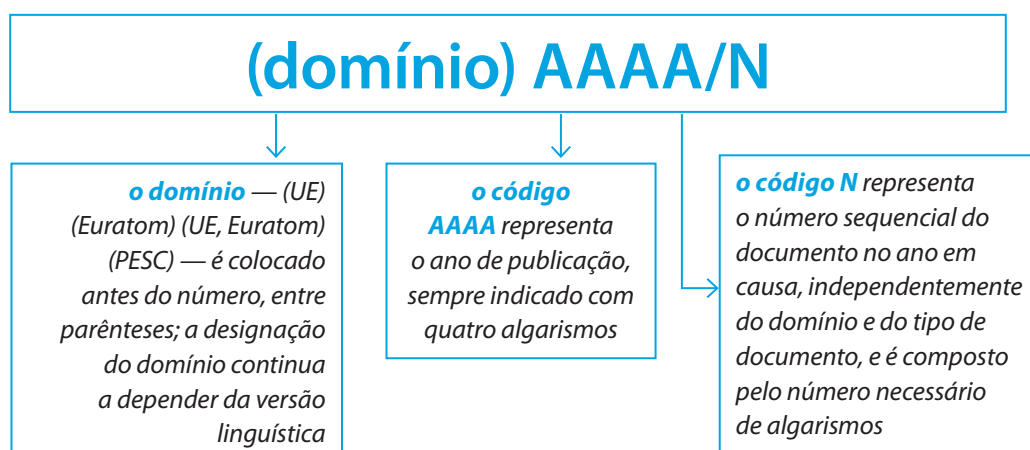 (domínio) AAAA/N
o domínio — (UE)
(Euratom) (UE, Euratom)
(PESC) — é colocado
antes do número, entre
parênteses; a designação
do domínio continua
a depender da versão
linguística
o código
AAAA representa
o ano de publicação,
sempre indicado com
quatro algarismos
o código N representa
o número sequencial do
documento no ano em
causa, independentemente
do domínio e do tipo de
documento, e é composto
pelo número necessário
de algarismos